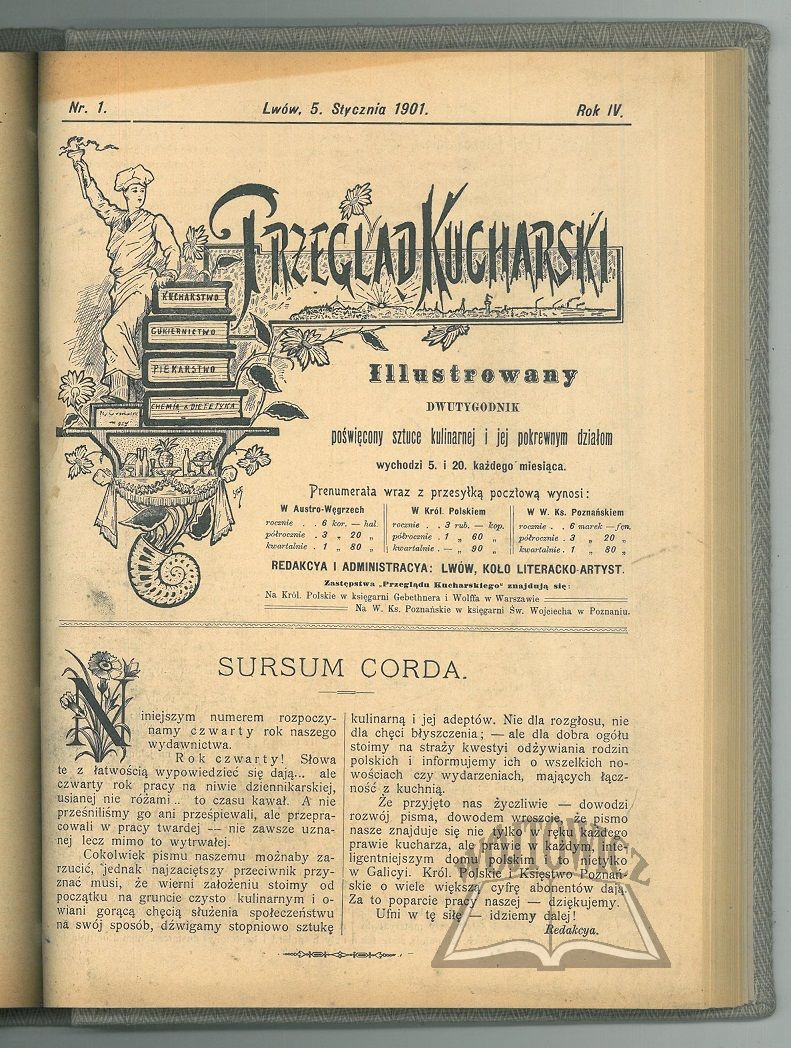 Nr. 1. Lwów, 5. Stycznia 1901. Rok IV.
PRZEGLĄD KUCHARSKI
KUCHARSTWO
CUKIERNICTWO
PIEKARSTWO
CHEMIA & DIETETYKA
Illustrowany
DWUTYGODNIK
poświęcony sztuce kulinarnej i jej pokrewnym działom
wychodzi 5. i 20. każdego miesiąca.
Prenumerata wraz z przesyłką pocztową wynosi:
W Austro-Węgrzech
rocznie . . 6 kor. — hal.
półrocznie . 3 „ 20 „
kwartalnie . 1 „ 80 „
W Król. Polskiem
rocznie . . 3 rub. — kop.
półrocznie . 1 „ 60 „
kwartalnie . — „ 90 „
W W. Ks. Poznańskiem
rocznie . . 6 marek — fen.
półrocznie . 3 „ 20 „
kwartalnie . 1 „ 80 „
REDAKCYA I ADMINISTRACYA: LWÓW, KOŁO LITERACKO-ARTYST.
Zastępstwa „Przeglądu Kucharskiego" znajdują się:
Na Król. Polskie w księgarni Gebethnera i Wolffa w Warszawie
Na W. Ks. Poznańskie w księgarni Św. Wojciecha w Poznaniu.
SURSUM CORDA.
Niniejszym numerem rozpoczy-
namy czwarty rok naszego
wydawnictwa.
Rok czwarty! Słowa
te z łatwością wypowiedzieć się dają... ale
czwarty rok pracy na niwie dziennikarskiej,
usianej nie różami.. to czasu kawał. A nie
prześniliśmy go ani prześpiewali, ale przepra-
cowali w pracy twardej — nie zawsze uzna-
nej lecz mimo to wytrwałej.
Cokolwiek pismu naszemu możnaby za-
rzucić, jednak najzaciętszy przeciwnik przy-
znać musi, że wierni założeniu stoimy od
początku na gruncie czysto kulinarnym i o-
wiani gorącą chęcią służenia społeczeństwu
na swój sposób, dźwigamy stopniowo sztukę
kulinarną i jej adeptów. Nie dla rozgłosu, nie
dla chęci błyszczenia; — ale dla dobra ogółu
stoimy na straży kwestyi odżywiania rodzin
polskich i informujemy ich o wszelkich no-
wościach czy wydarzeniach, mających łącz-
ność z kuchnią.
Że przyjęto nas życzliwie — dowodzi
rozwój pisma, dowodem wreszcie, że pismo
nasze znajduje się nie tylko w ręku każdego
prawie kucharza, ale prawie w każdym, inte-
ligentniejszym domu polskim i to nietylko
w Galicyi. Król. Polskie i Księstwo Poznań-
skie o wiele większą cyfrę abonentów dają.
Za to poparcie pracy naszej — dziękujemy.
Ufni w tę siłę — idziemy dalej!
Redakcya.
WÓJTOWICZ